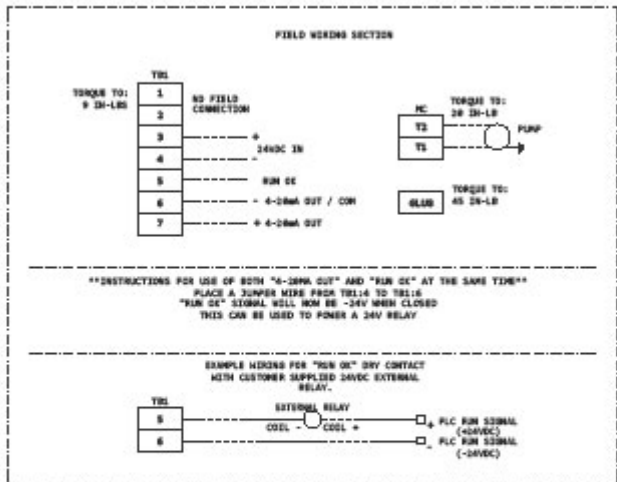 FIELD WIRING SECTION
TB1
TORQUE TO:
9 IN-LBS
1
2
3
4
5
6
7
NO FIELD
CONNECTION
+
24VDC IN
-
RUN OK
- 4-20mA OUT / COM
+ 4-20mA OUT
MC
T2
T1
TORQUE TO:
20 IN-LB
PUMP
GLUG
TORQUE TO:
45 IN-LB
**INSTRUCTIONS FOR USE OF BOTH "4-20MA OUT" AND "RUN OK" AT THE SAME TIME**
PLACE A JUMPER WIRE FROM TB1:4 TO TB1:6
"RUN OK" SIGNAL WILL NOW BE -24V WHEN CLOSED
THIS CAN BE USED TO POWER A 24V RELAY
EXAMPLE WIRING FOR "RUN OK" DRY CONTACT
WITH CUSTOMER SUPPLIED 24VDC EXTERNAL
RELAY.
TB1
5
6
EXTERNAL RELAY
COIL - COIL +
+ PLC RUN SIGNAL
(+24VDC)
- PLC RUN SIGNAL
(-24VDC)